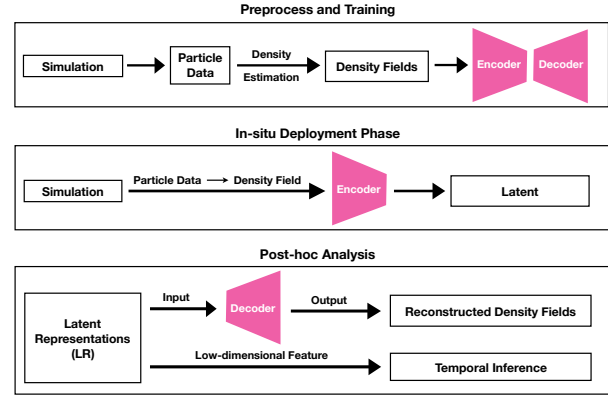 Preprocess and Training
Simulation
Particle
Data
Density
Estimation
Density Fields
Encoder
Decoder
In-situ Deployment Phase
Simulation
Particle Data → Density Field
Encoder
Latent
Post-hoc Analysis
Latent
Representations
(LR)
Input
Decoder
Output
Reconstructed Density Fields
Low-dimensional Feature
Temporal Inference